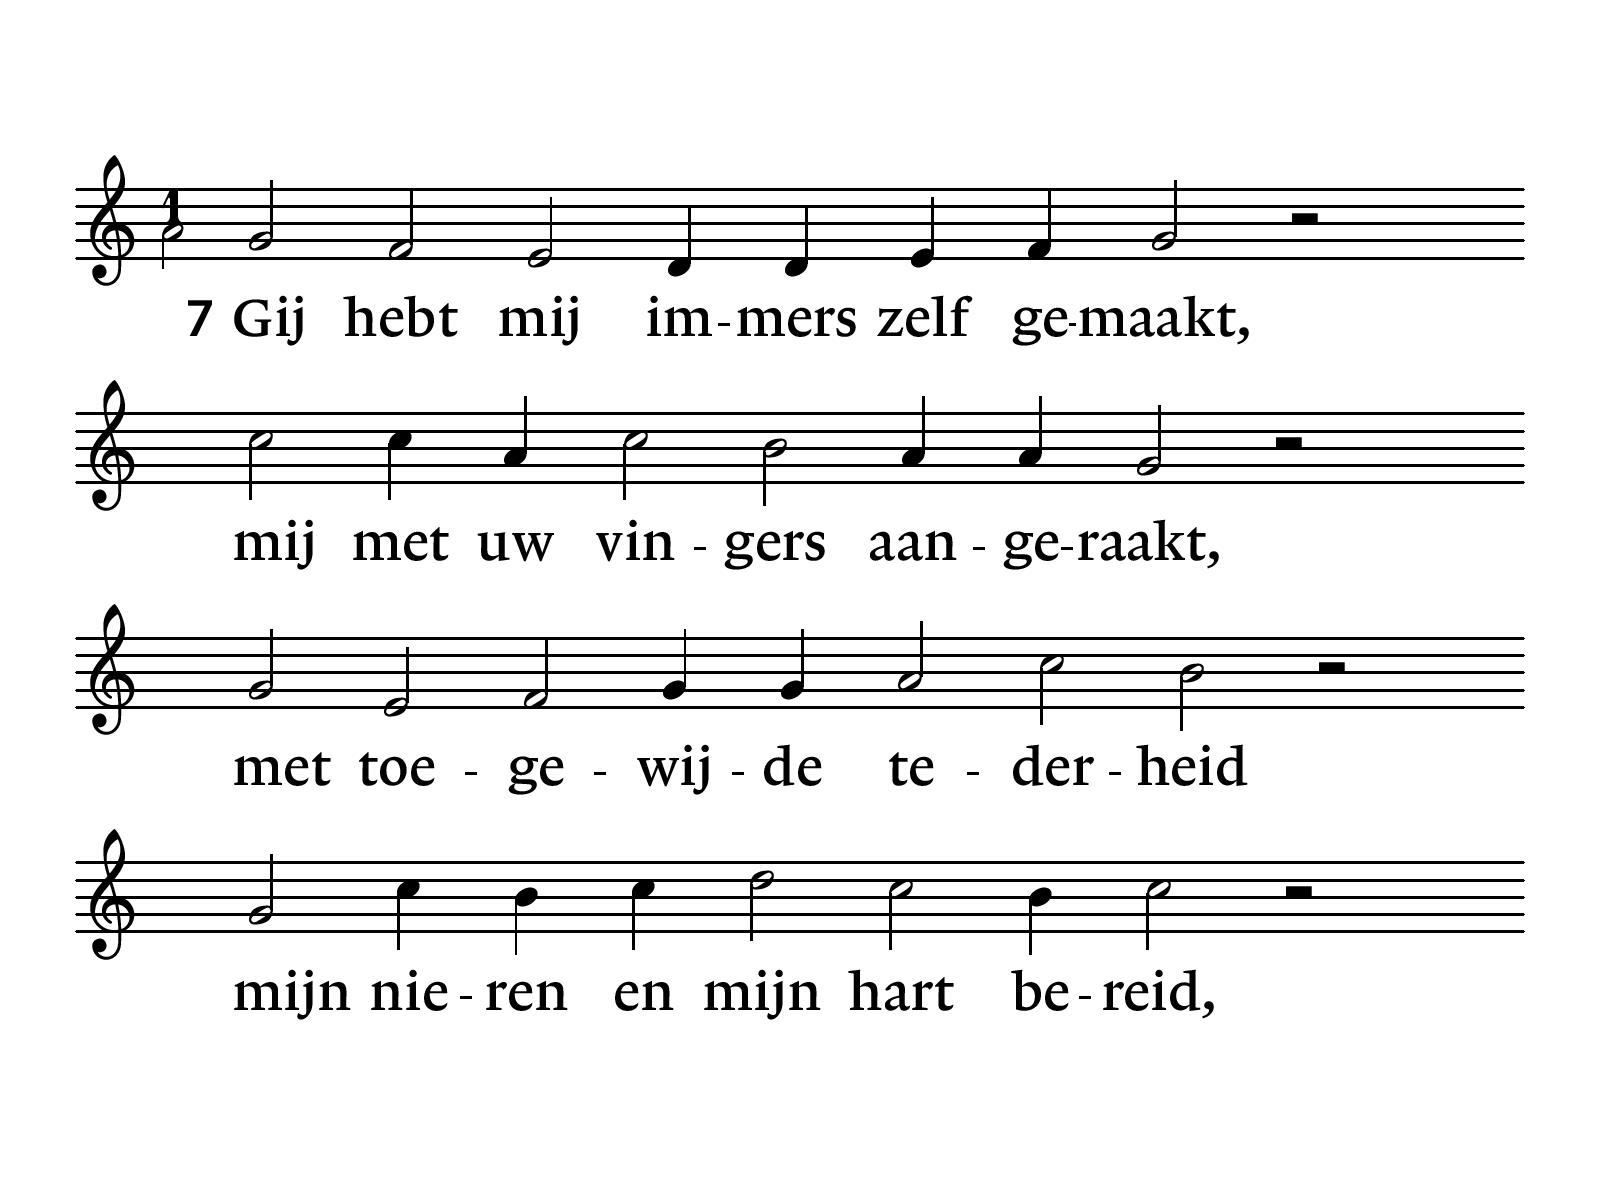 1
7 Gij hebt mij im-mers zelf ge-maakt,
mij met uw vin - gers aan - ge-raakt,
met toe - ge - wij - de te - der - heid
mijn nie - ren en mijn hart be - reid,